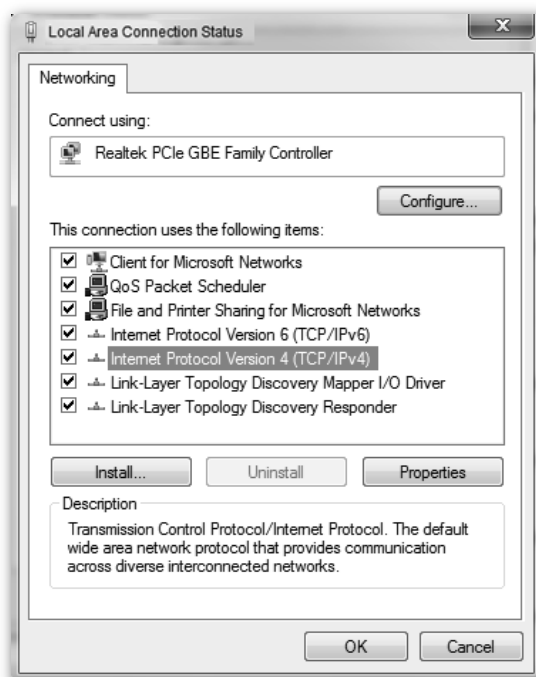 Local Area Connection Status
Networking
Connect using:
Realtek PCIe GBE Family Controller
Configure...
This connection uses the following items:
Client for Microsoft Networks
QoS Packet Scheduler
File and Printer Sharing for Microsoft Networks
Internet Protocol Version 6 (TCP/IPv6)
Internet Protocol Version 4 (TCP/IPv4)
Link-Layer Topology Discovery Mapper I/O Driver
Link-Layer Topology Discovery Responder
Install...
Uninstall
Properties
Description
Transmission Control Protocol/Internet Protocol. The default
wide area network protocol that provides communication
across diverse interconnected networks.
OK
Cancel